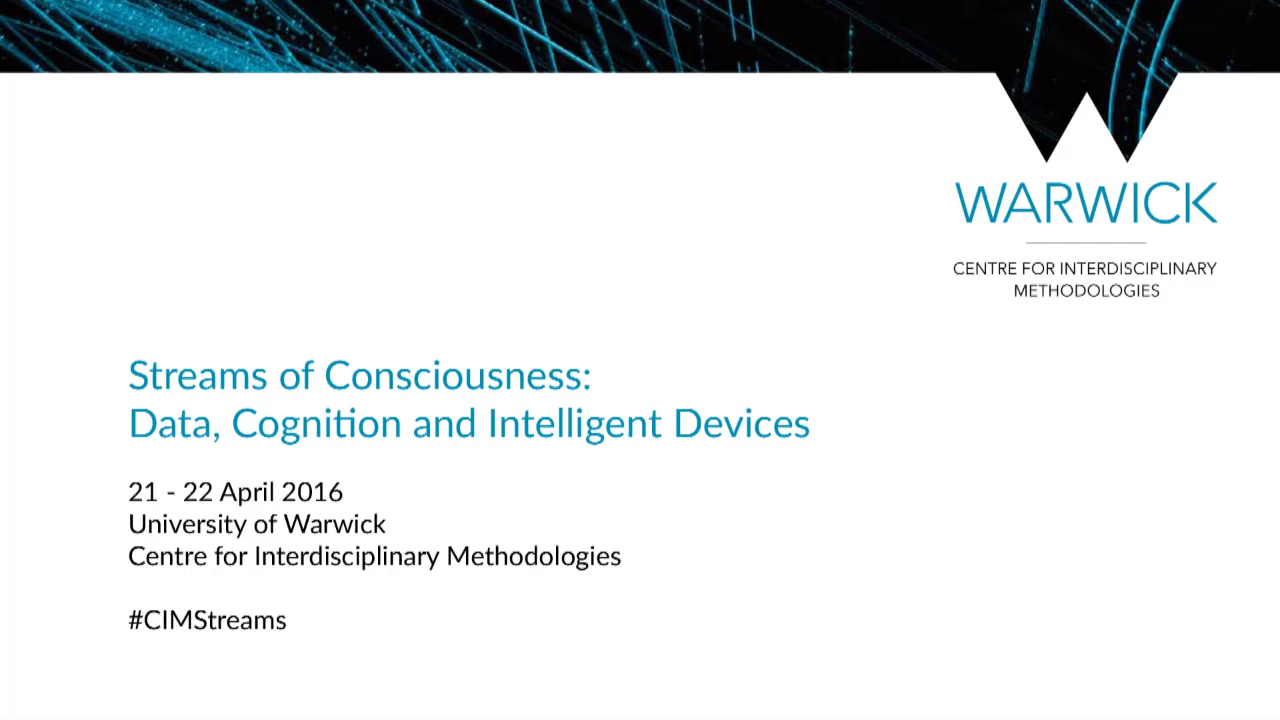 WARWICK
CENTRE FOR INTERDISCIPLINARY
METHODOLOGIES
Streams of Consciousness:
Data, Cognition and Intelligent Devices
21 - 22 April 2016
University of Warwick
Centre for Interdisciplinary Methodologies
#CIMStreams